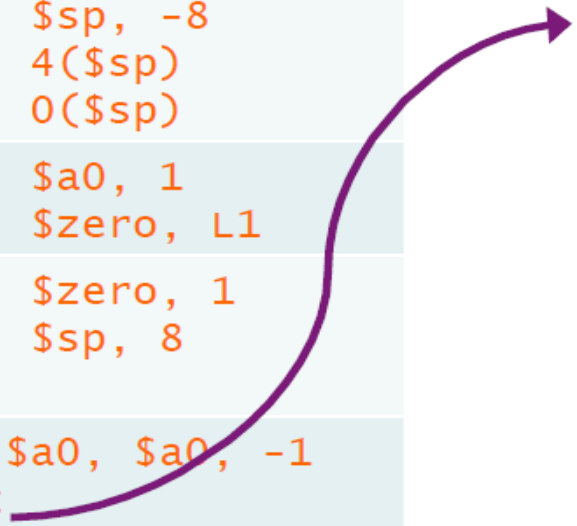 $sp, -8
4($sp)
0($sp)
$a0, 1
$zero, L1
$zero, 1
$sp, 8
$a0, $a0, -1